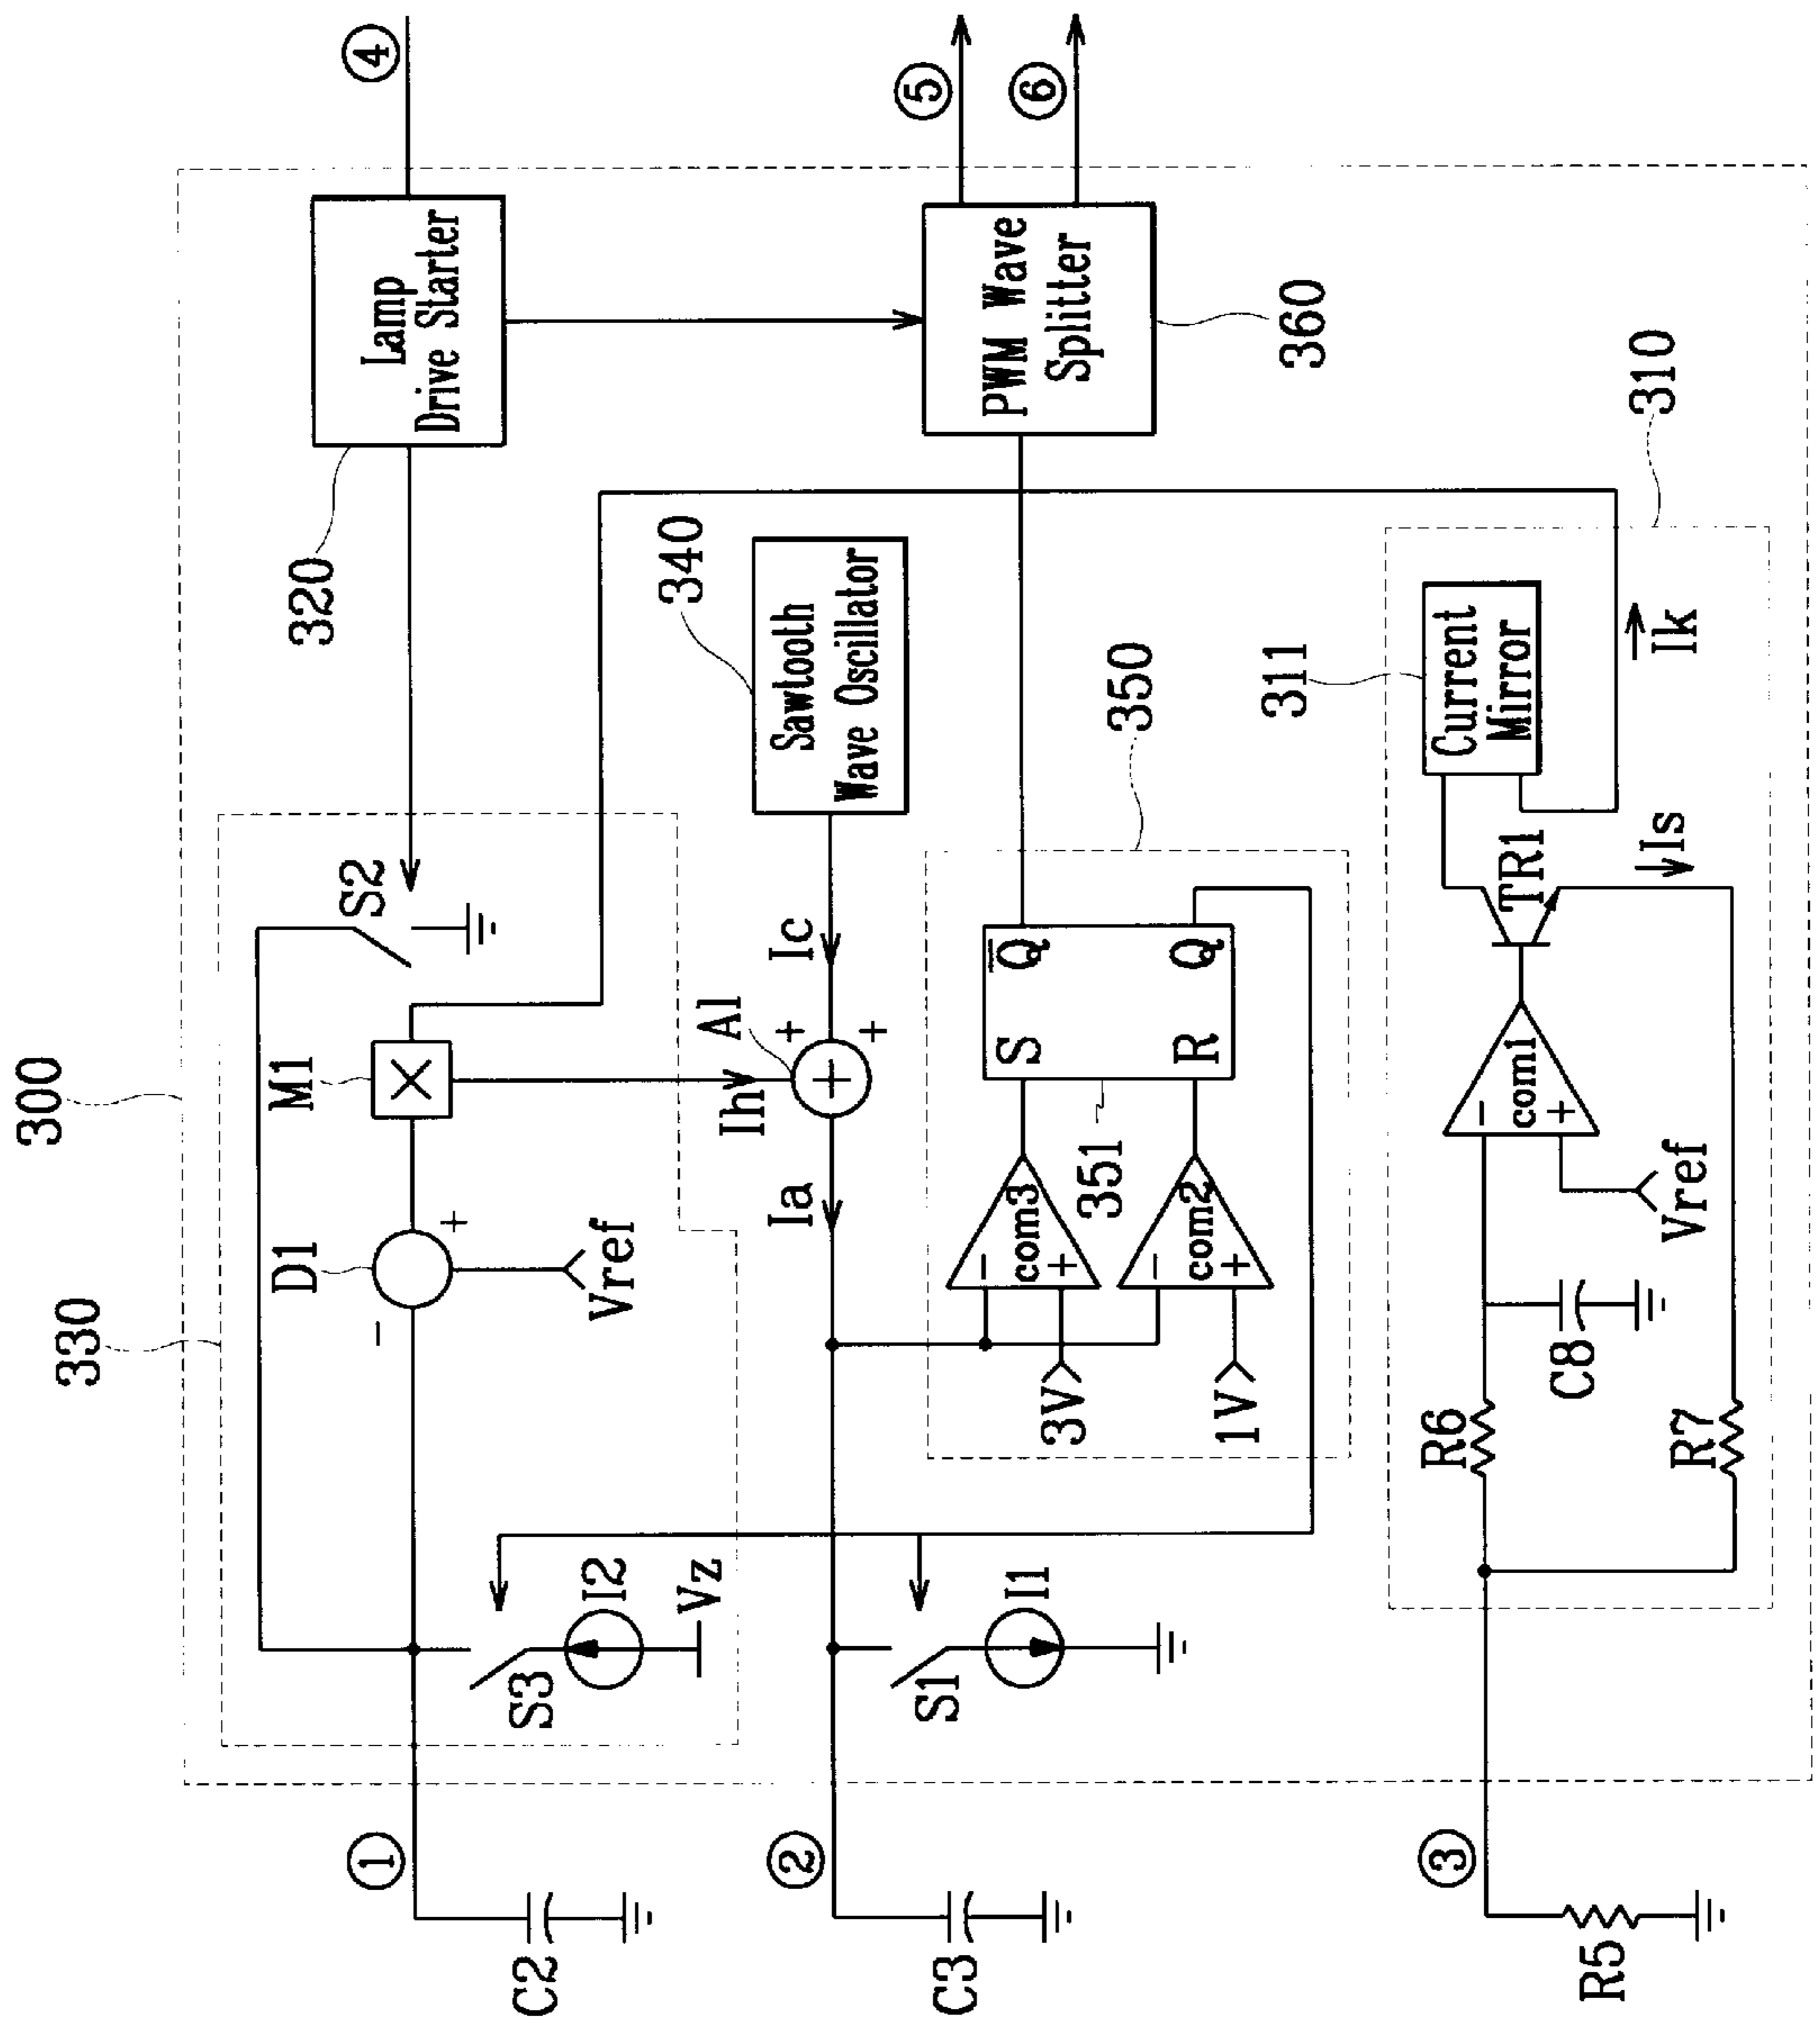 300
330
320
④
Lamp
Drive Starter
S2
M1
D1
-
+
Vref
S3
I2
Vz
①
C2
340
Sawtooth
Wave Oscillator
Ic
+
+
A1
Ih
+
Ia
S1
I1
②
C3
⑤
⑥
PWM Wave
Splitter
360
350
Q̅
S
Q
R
351
com3
-
+
3V
com2
-
+
1V
310
311
Current
Mirror
Ik
TR1
Is
com1
-
+
Vref
C8
R6
R7
③
R5